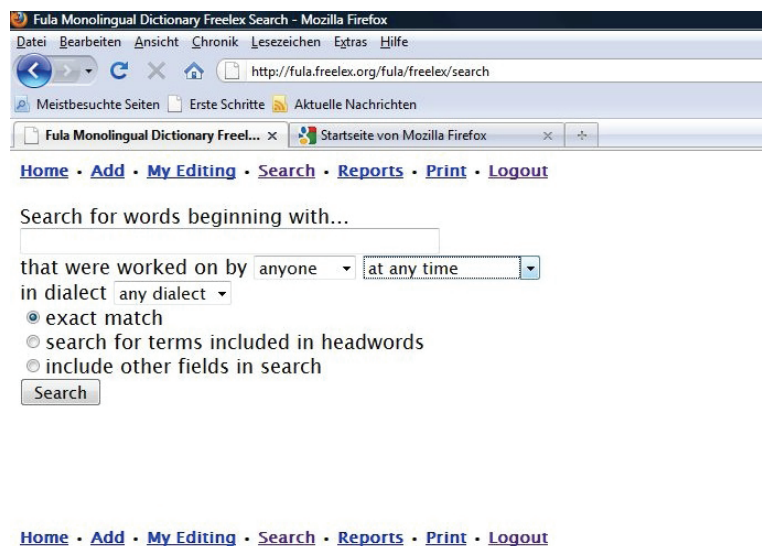 Fula Monolingual Dictionary Freelex Search - Mozilla Firefox
Datei Bearbeiten Ansicht Chronik Lesezeichen Extras Hilfe
http://fula.freelex.org/fula/freelex/search
Meistbesuchte Seiten Erste Schritte Aktuelle Nachrichten
Fula Monolingual Dictionary Freel... × Startseite von Mozilla Firefox ×
Home • Add • My Editing • Search • Reports • Print • Logout
Search for words beginning with...
that were worked on by anyone at any time
in dialect any dialect
exact match
search for terms included in headwords
include other fields in search
Search
Home • Add • My Editing • Search • Reports • Print • Logout